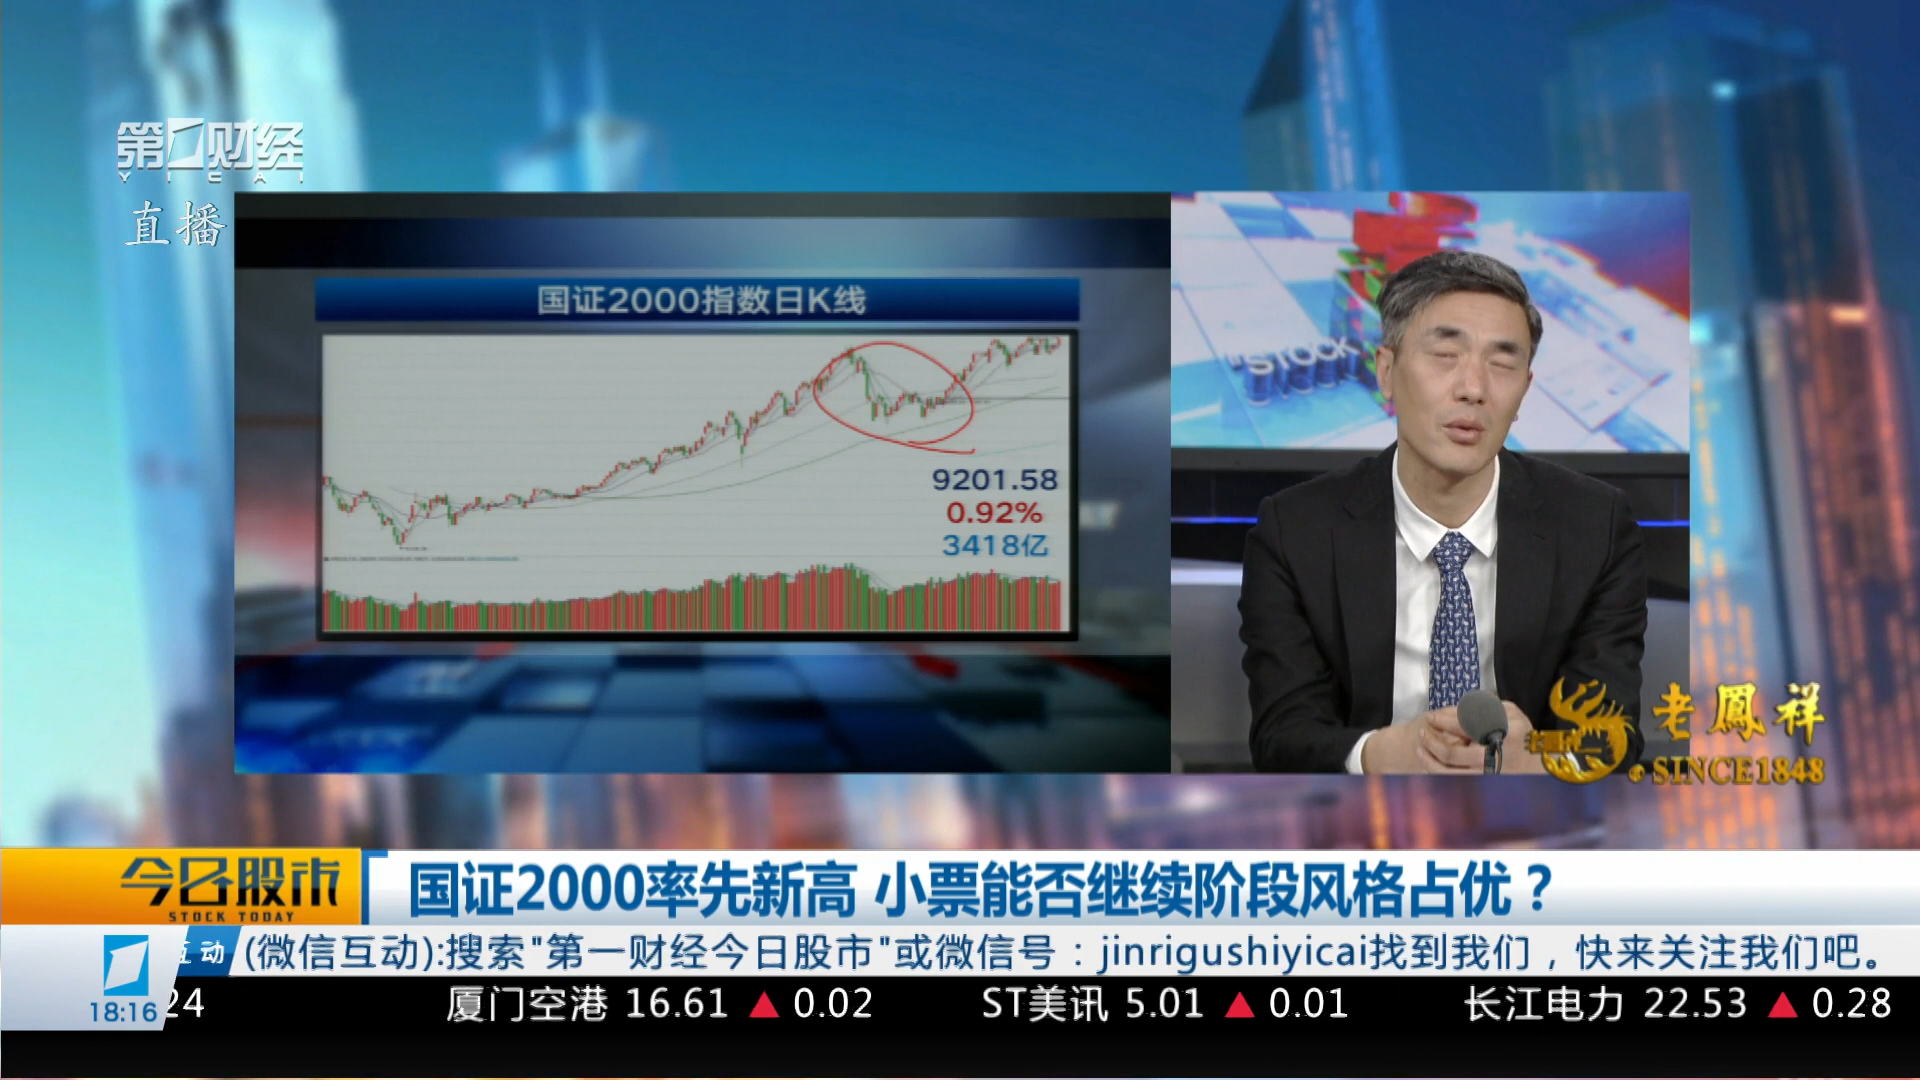 第1财经
YICAI
直播
国证2000指数日K线
9201.58
0.92%
3418亿
"STOCK
老鳳祥
SINCE1848
今日股市
STOCK TODAY
国证2000率先新高 小票能否继续阶段风格占优？
互动 (微信互动):搜索"第一财经今日股市"或微信号：jinrigushiyicai找到我们，快来关注我们吧。
18:16
24 厦门空港 16.61 ▲ 0.02 ST美讯 5.01 ▲ 0.01 长江电力 22.53 ▲ 0.28